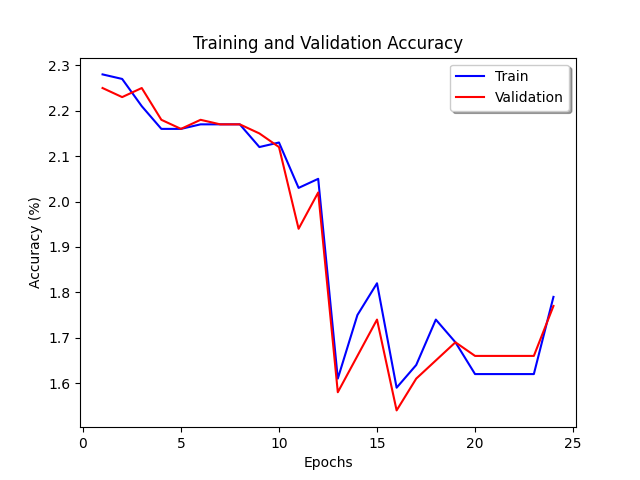 Training and Validation Accuracy
Train
Validation
Accuracy (%)
2.3
2.2
2.1
2.0
1.9
1.8
1.7
1.6
0 5 10 15 20 25
Epochs